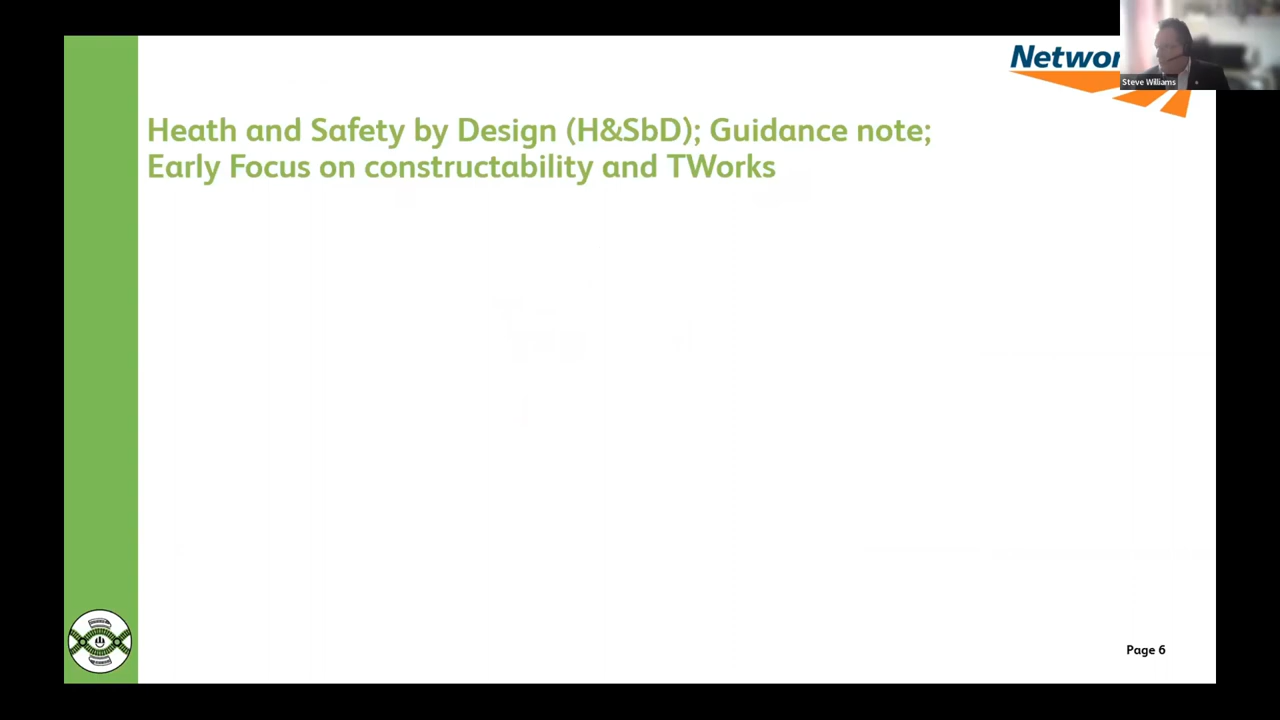 Networ
Steve Williams
Heath and Safety by Design (H&SbD); Guidance note;
Early Focus on constructability and TWorks
Page 6